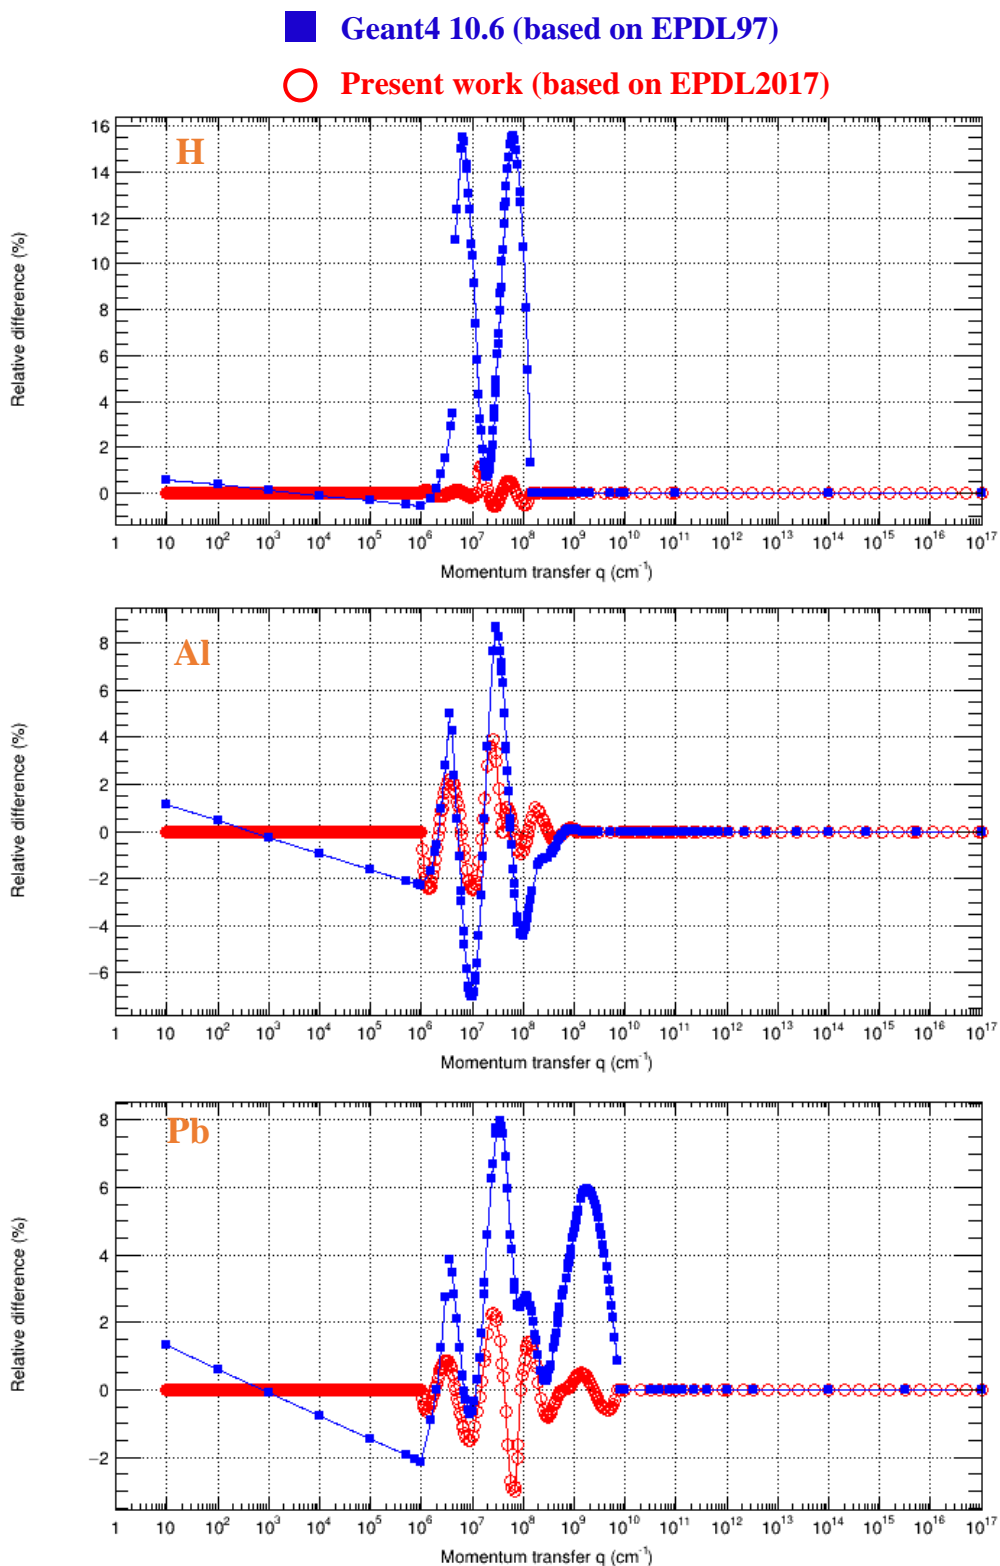 Geant4 10.6 (based on EPDL97)
Present work (based on EPDL2017)
H
Relative difference (%)
16
14
12
10
8
6
4
2
0
1 10 10² 10³ 10⁴ 10⁵ 10⁶ 10⁷ 10⁸ 10⁹ 10¹⁰ 10¹¹ 10¹² 10¹³ 10¹⁴ 10¹⁵ 10¹⁶ 10¹⁷
Momentum transfer q (cm⁻¹)
Al
Relative difference (%)
8
6
4
2
0
−2
−4
−6
1 10 10² 10³ 10⁴ 10⁵ 10⁶ 10⁷ 10⁸ 10⁹ 10¹⁰ 10¹¹ 10¹² 10¹³ 10¹⁴ 10¹⁵ 10¹⁶ 10¹⁷
Momentum transfer q (cm⁻¹)
Pb
Relative difference (%)
8
6
4
2
0
−2
1 10 10² 10³ 10⁴ 10⁵ 10⁶ 10⁷ 10⁸ 10⁹ 10¹⁰ 10¹¹ 10¹² 10¹³ 10¹⁴ 10¹⁵ 10¹⁶ 10¹⁷
Momentum transfer q (cm⁻¹)